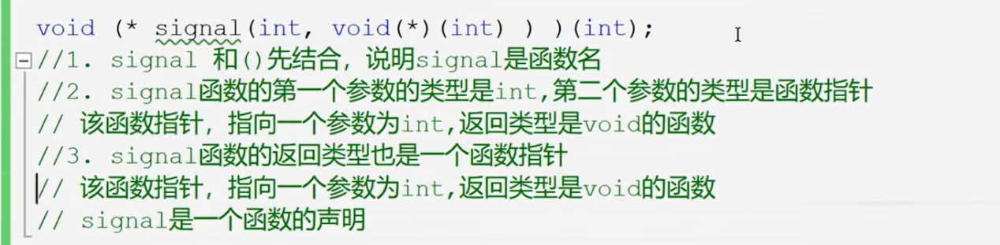 void (* signal(int, void(*)(int) ) )(int);
//1. signal 和()先结合，说明signal是函数名
//2. signal函数的第一个参数的类型是int,第二个参数的类型是函数指针
// 该函数指针，指向一个参数为int,返回类型是void的函数
//3. signal函数的返回类型也是一个函数指针
// 该函数指针，指向一个参数为int,返回类型是void的函数
// signal是一个函数的声明